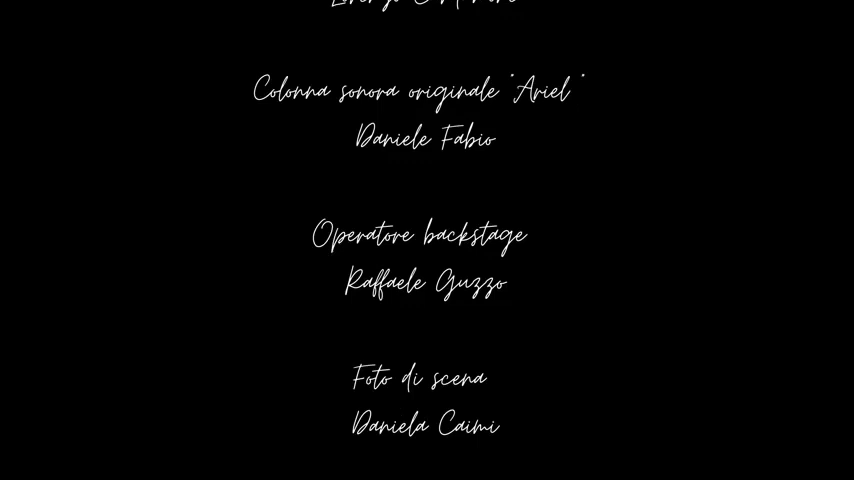 Colonna sonora originale "Ariel"
Daniele Fabio
Operatore backstage
Raffaele Guzzo
Foto di scena
Daniela Caimi